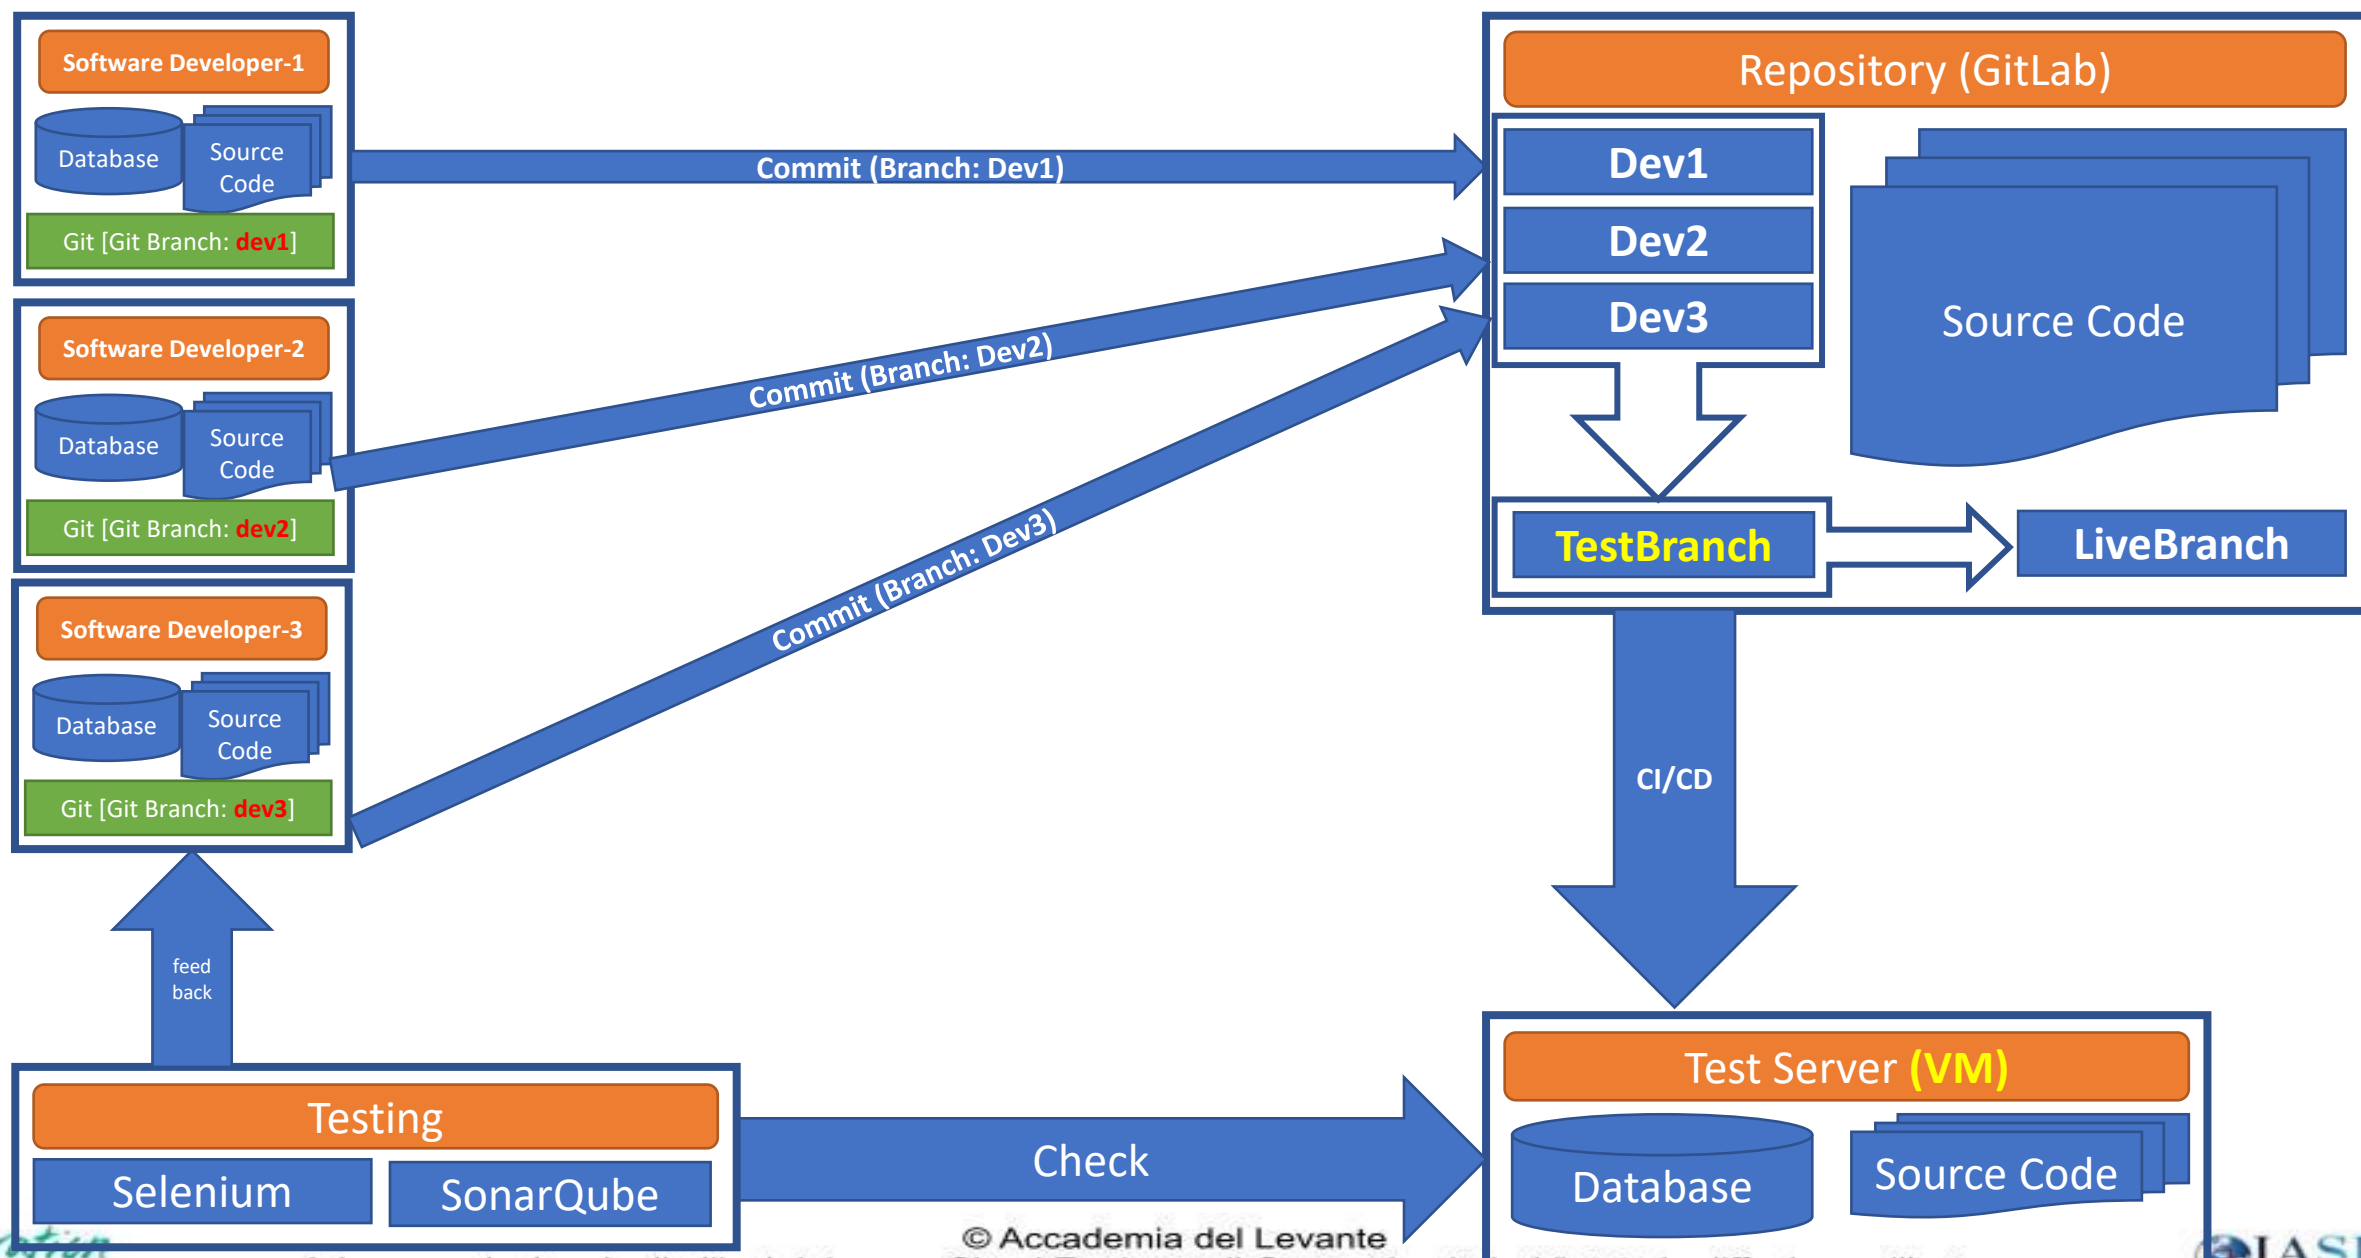 Software Developer-1
Database
Source
Code
Git [Git Branch: dev1]
Software Developer-2
Database
Source
Code
Git [Git Branch: dev2]
Software Developer-3
Database
Source
Code
Git [Git Branch: dev3]
Commit (Branch: Dev1)
Commit (Branch: Dev2)
Commit (Branch: Dev3)
Repository (GitLab)
Dev1
Dev2
Dev3
Source Code
TestBranch
LiveBranch
CI/CD
feed
back
Testing
Selenium
SonarQube
Check
Test Server (VM)
Database
Source Code
© Accademia del Levante